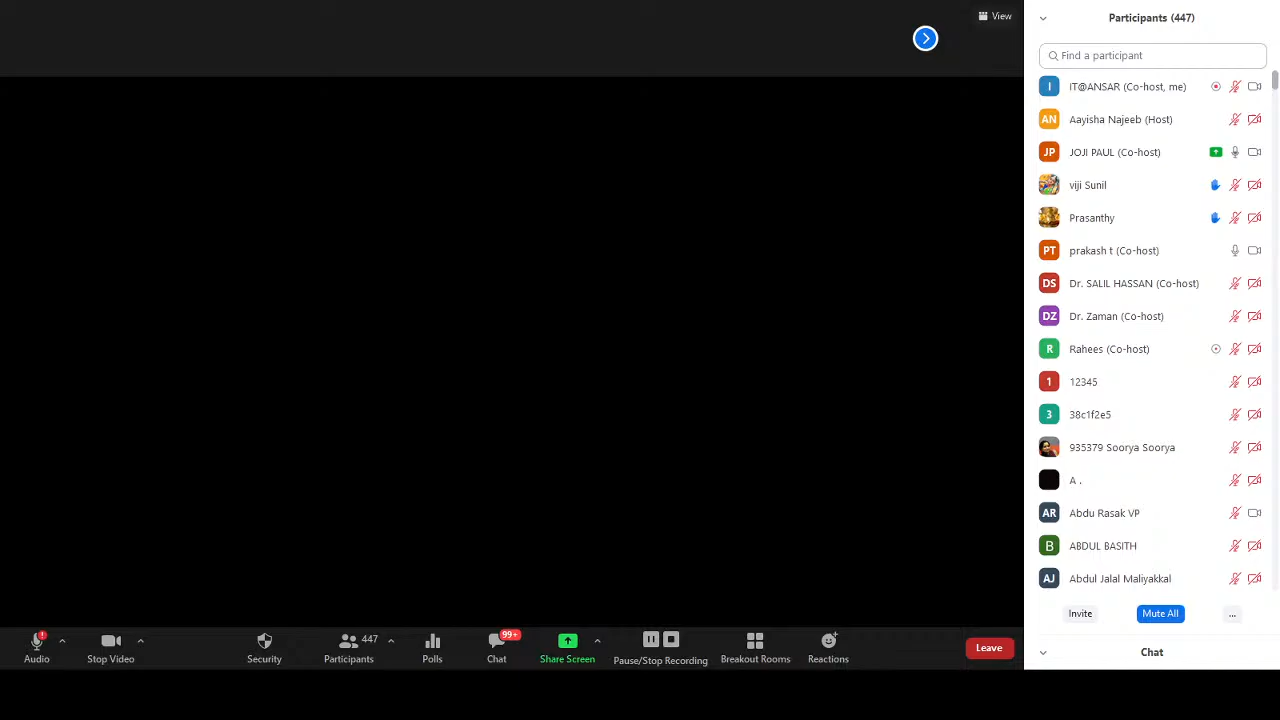 View
Participants (447)
Find a participant
I IT@ANSAR (Co-host, me)
AN Aayisha Najeeb (Host)
JP JOJI PAUL (Co-host)
viji Sunil
Prasanthy
PT prakash t (Co-host)
DS Dr. SALIL HASSAN (Co-host)
DZ Dr. Zaman (Co-host)
R Rahees (Co-host)
1 12345
3 38c1f2e5
935379 Soorya Soorya
A .
AR Abdu Rasak VP
B ABDUL BASITH
AJ Abdul Jalal Maliyakkal
Invite Mute All ...
Chat
447 99+
Audio Stop Video Security Participants Polls Chat Share Screen Pause/Stop Recording Breakout Rooms Reactions Leave